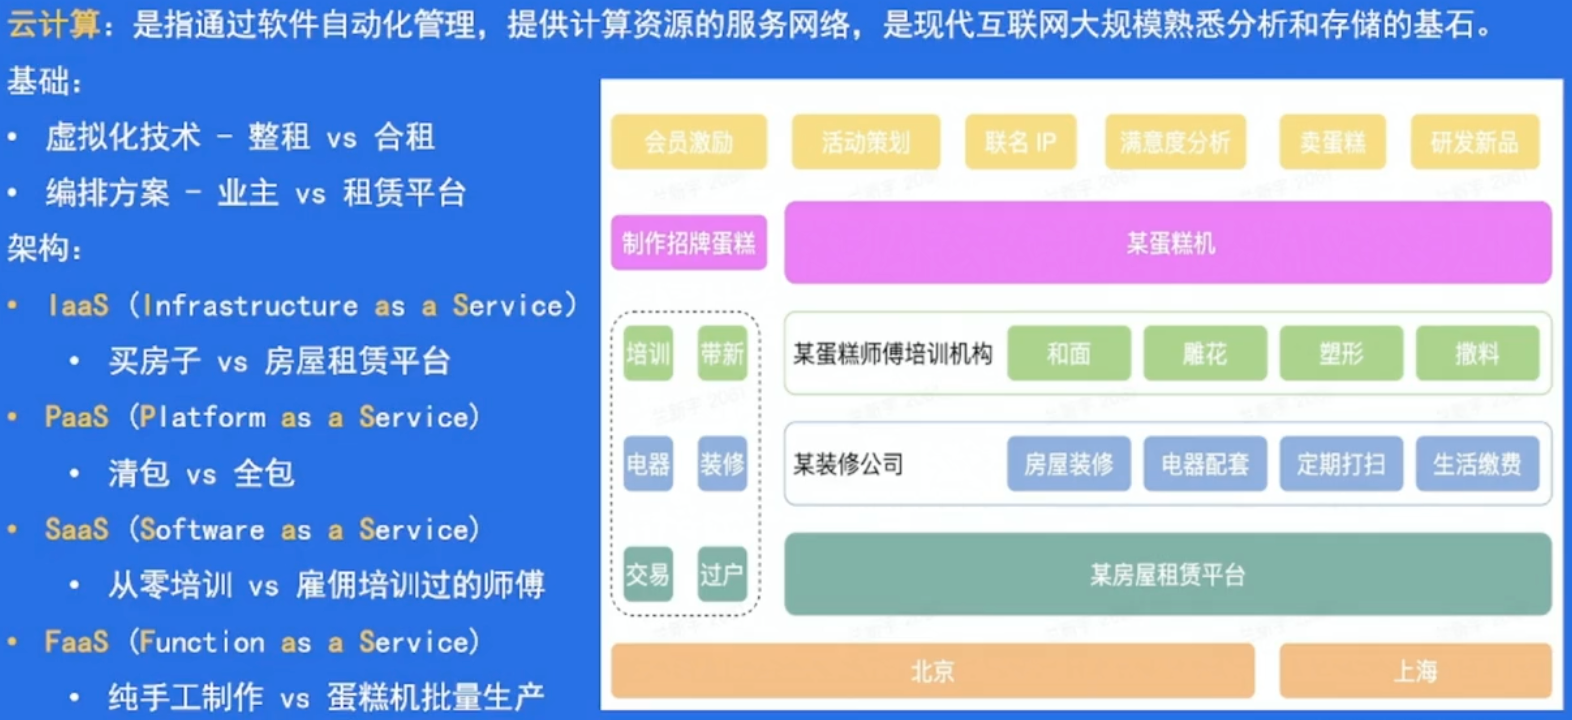 云计算：是指通过软件自动化管理，提供计算资源的服务网络，是现代互联网大规模熟悉分析和存储的基石。
基础：
• 虚拟化技术 - 整租 vs 合租
• 编排方案 - 业主 vs 租赁平台
架构：
• IaaS（Infrastructure as a Service）
• 买房子 vs 房屋租赁平台
• PaaS（Platform as a Service）
• 清包 vs 全包
• SaaS（Software as a Service）
• 从零培训 vs 雇佣培训过的师傅
• FaaS（Function as a Service）
• 纯手工制作 vs 蛋糕机批量生产
会员激励 活动策划 联名 IP 满意度分析 卖蛋糕 研发新品
制作招牌蛋糕 某蛋糕机
培训 带新 某蛋糕师傅培训机构 和面 雕花 塑形 撒料
电器 装修 某装修公司 房屋装修 电器配套 定期打扫 生活缴费
交易 过户 某房屋租赁平台
北京 上海